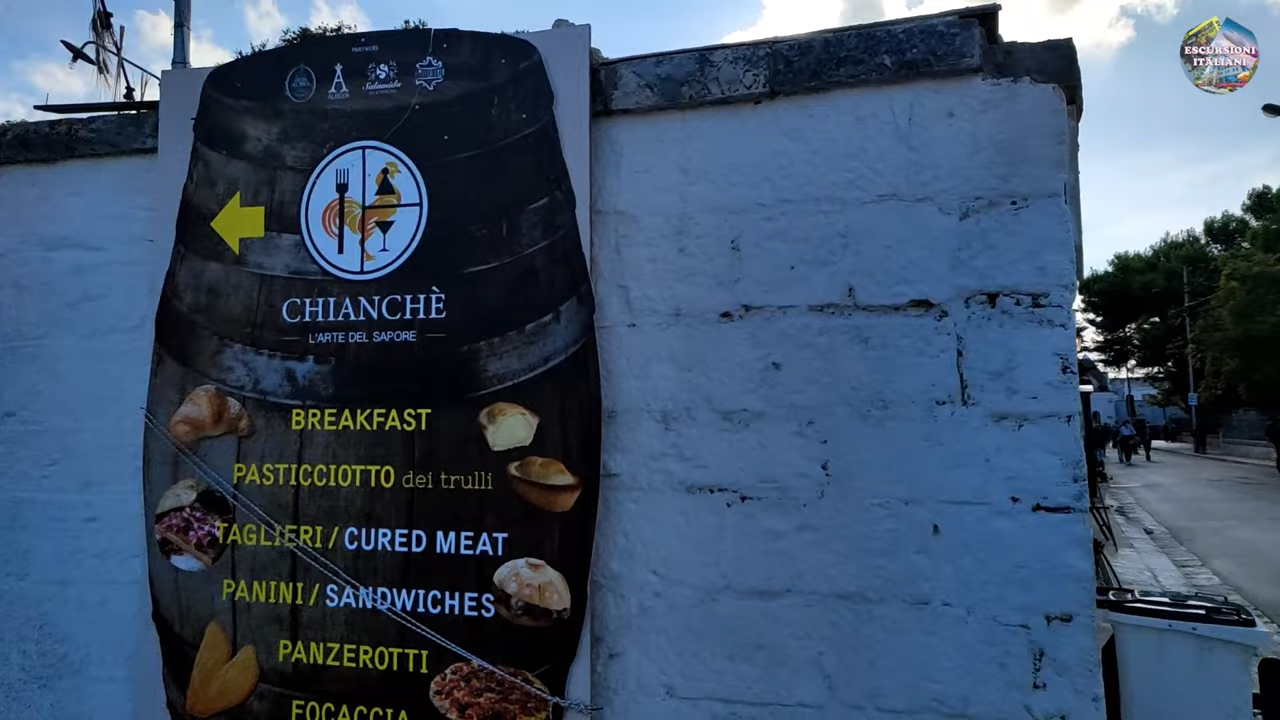 PARTNERS
Salamida
CHIANCHÈ
L'ARTE DEL SAPORE
BREAKFAST
PASTICCIOTTO dei trulli
TAGLIERI / CURED MEAT
PANINI / SANDWICHES
PANZEROTTI
FOCACCIA
ESCURSIONI
ITALIANI